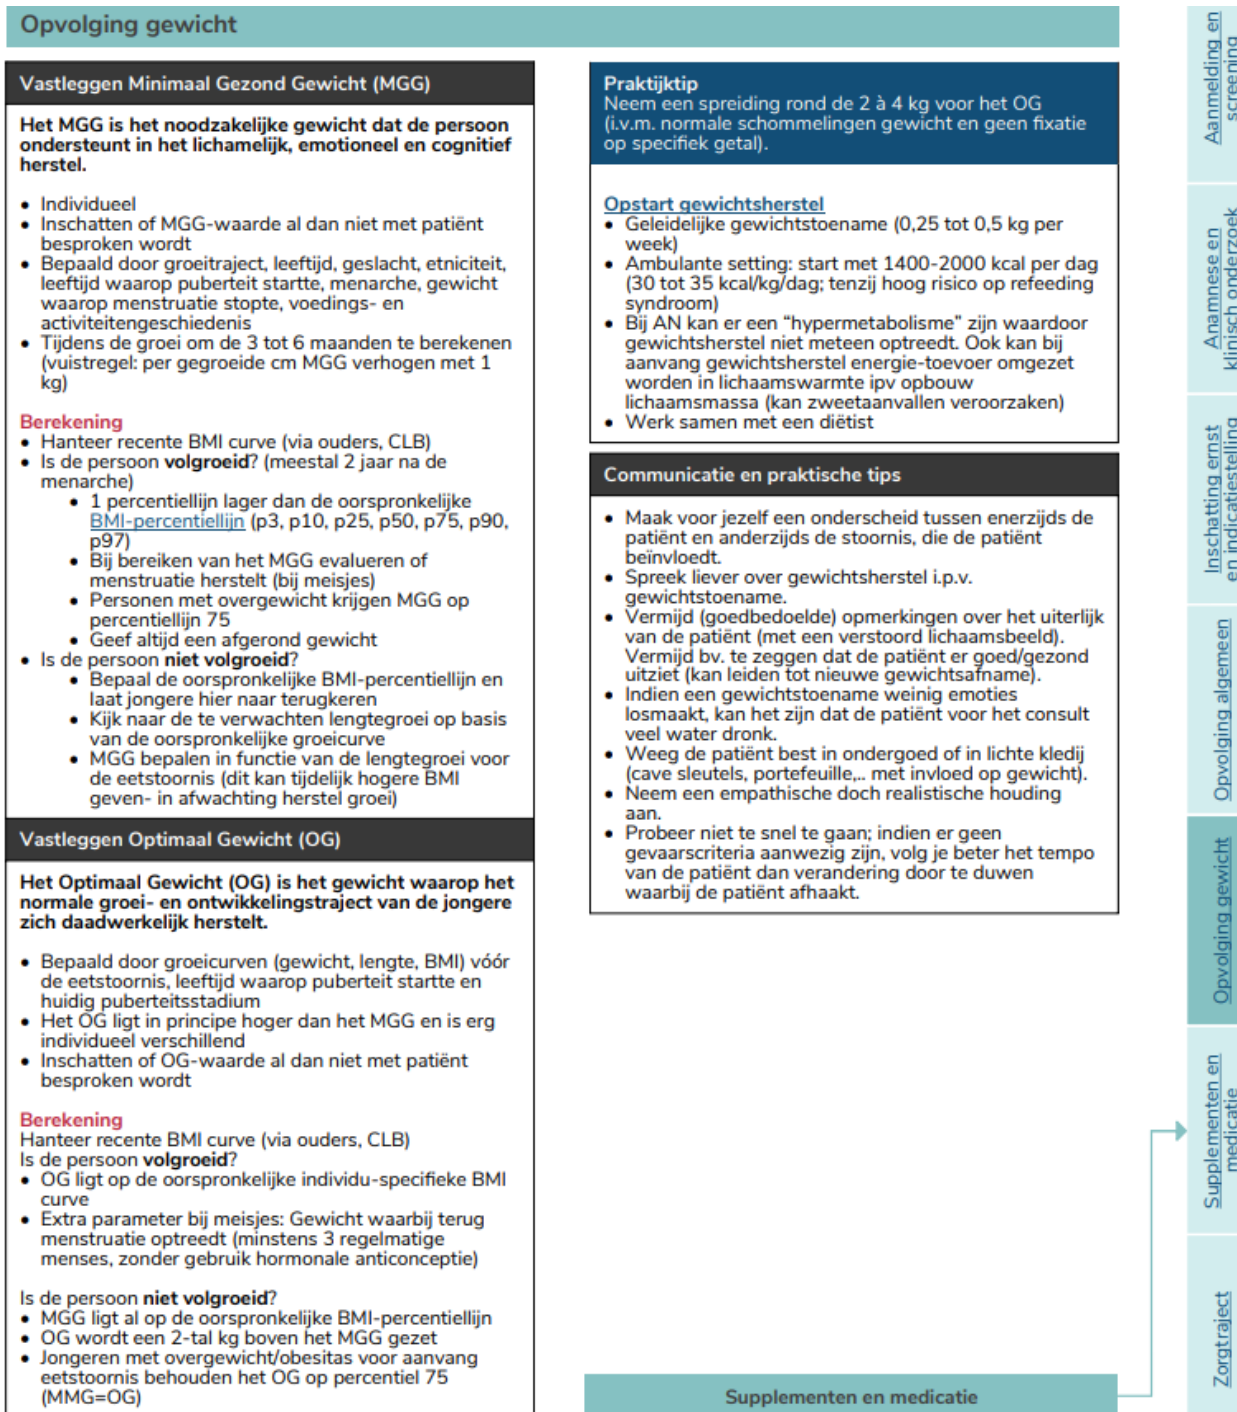 Opvolging gewicht
Vastleggen Minimaal Gezond Gewicht (MGG)
Het MGG is het noodzakelijke gewicht dat de persoon
ondersteunt in het lichamelijk, emotioneel en cognitief
herstel.
• Individueel
• Inschatten of MGG-waarde al dan niet met patiënt
besproken wordt
• Bepaald door groeitraject, leeftijd, geslacht, etniciteit,
leeftijd waarop puberteit startte, menarche, gewicht
waarop menstruatie stopte, voedings- en
activiteitengeschiedenis
• Tijdens de groei om de 3 tot 6 maanden te berekenen
(vuistregel: per gegroeide cm MGG verhogen met 1
kg)
Berekening
• Hanteer recente BMI curve (via ouders, CLB)
• Is de persoon volgroeid? (meestal 2 jaar na de
menarche)
• 1 percentiellijn lager dan de oorspronkelijke
BMI-percentiellijn (p3, p10, p25, p50, p75, p90,
p97)
• Bij bereiken van het MGG evalueren of
menstruatie herstelt (bij meisjes)
• Personen met overgewicht krijgen MGG op
percentiellijn 75
• Geef altijd een afgerond gewicht
• Is de persoon niet volgroeid?
• Bepaal de oorspronkelijke BMI-percentiellijn en
laat jongere hier naar terugkeren
• Kijk naar de te verwachten lengtegroei op basis
van de oorspronkelijke groeicurve
• MGG bepalen in functie van de lengtegroei voor
de eetstoornis (dit kan tijdelijk hogere BMI
geven- in afwachting herstel groei)
Vastleggen Optimaal Gewicht (OG)
Het Optimaal Gewicht (OG) is het gewicht waarop het
normale groei- en ontwikkelingstraject van de jongere
zich daadwerkelijk herstelt.
• Bepaald door groeicurven (gewicht, lengte, BMI) vóór
de eetstoornis, leeftijd waarop puberteit startte en
huidig puberteitsstadium
• Het OG ligt in principe hoger dan het MGG en is erg
individueel verschillend
• Inschatten of OG-waarde al dan niet met patiënt
besproken wordt
Berekening
Hanteer recente BMI curve (via ouders, CLB)
Is de persoon volgroeid?
• OG ligt op de oorspronkelijke individu-specifieke BMI
curve
• Extra parameter bij meisjes: Gewicht waarbij terug
menstruatie optreedt (minstens 3 regelmatige
menses, zonder gebruik hormonale anticonceptie)
Is de persoon niet volgroeid?
• MGG ligt al op de oorspronkelijke BMI-percentiellijn
• OG wordt een 2-tal kg boven het MGG gezet
• Jongeren met overgewicht/obesitas voor aanvang
eetstoornis behouden het OG op percentiel 75
(MMG=OG)
Praktijktip
Neem een spreiding rond de 2 à 4 kg voor het OG
(i.v.m. normale schommelingen gewicht en geen fixatie
op specifiek getal).
Opstart gewichtsherstel
• Geleidelijke gewichtstoename (0,25 tot 0,5 kg per
week)
• Ambulante setting: start met 1400-2000 kcal per dag
(30 tot 35 kcal/kg/dag; tenzij hoog risico op refeeding
syndroom)
• Bij AN kan er een “hypermetabolisme” zijn waardoor
gewichtsherstel niet meteen optreedt. Ook kan bij
aanvang gewichtsherstel energie-toevoer omgezet
worden in lichaamswarmte ipv opbouw
lichaamsmassa (kan zweetaanvallen veroorzaken)
• Werk samen met een diëtist
Communicatie en praktische tips
• Maak voor jezelf een onderscheid tussen enerzijds de
patiënt en anderzijds de stoornis, die de patiënt
beïnvloedt.
• Spreek liever over gewichtsherstel i.p.v.
gewichtstoename.
• Vermijd (goedbedoelde) opmerkingen over het uiterlijk
van de patiënt (met een verstoord lichaamsbeeld).
Vermijd bv. te zeggen dat de patiënt er goed/gezond
uitziet (kan leiden tot nieuwe gewichtsafname).
• Indien een gewichtstoename weinig emoties
losmaakt, kan het zijn dat de patiënt voor het consult
veel water dronk.
• Weeg de patiënt best in ondergoed of in lichte kledij
(cave sleutels, portefeuille,.. met invloed op gewicht).
• Neem een empathische doch realistische houding
aan.
• Probeer niet te snel te gaan; indien er geen
gevaarscriteria aanwezig zijn, volg je beter het tempo
van de patiënt dan verandering door te duwen
waarbij de patiënt afhaakt.
Supplementen en medicatie
Aanmelding en
screening
Anamnese en
klinisch onderzoek
Inschatting ernst
en indicatiestelling
Opvolging algemeen
Opvolging gewicht
Supplementen en
medicatie
Zorgtraject